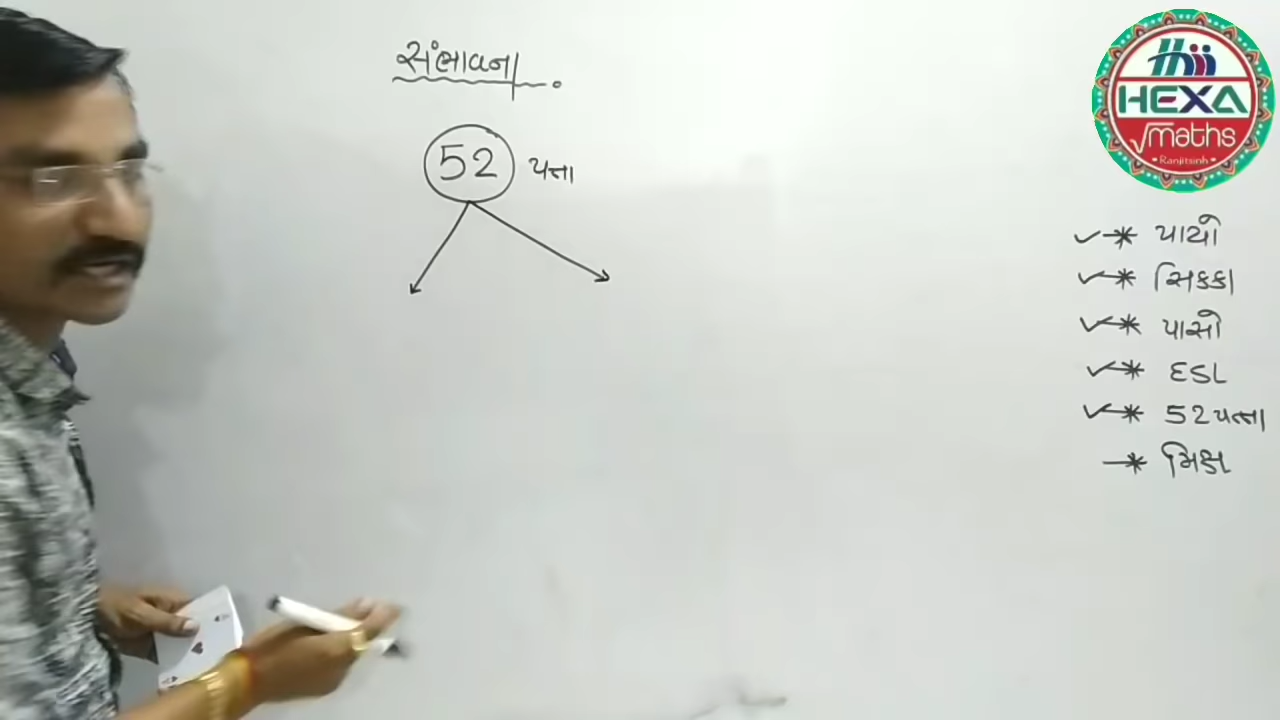 સંભાવના
52 પત્તા
HEXA
maths
Ranjitsinh
પાયો
સિક્કા
પાસો
દડા
52 પત્તા
મિક્ષ